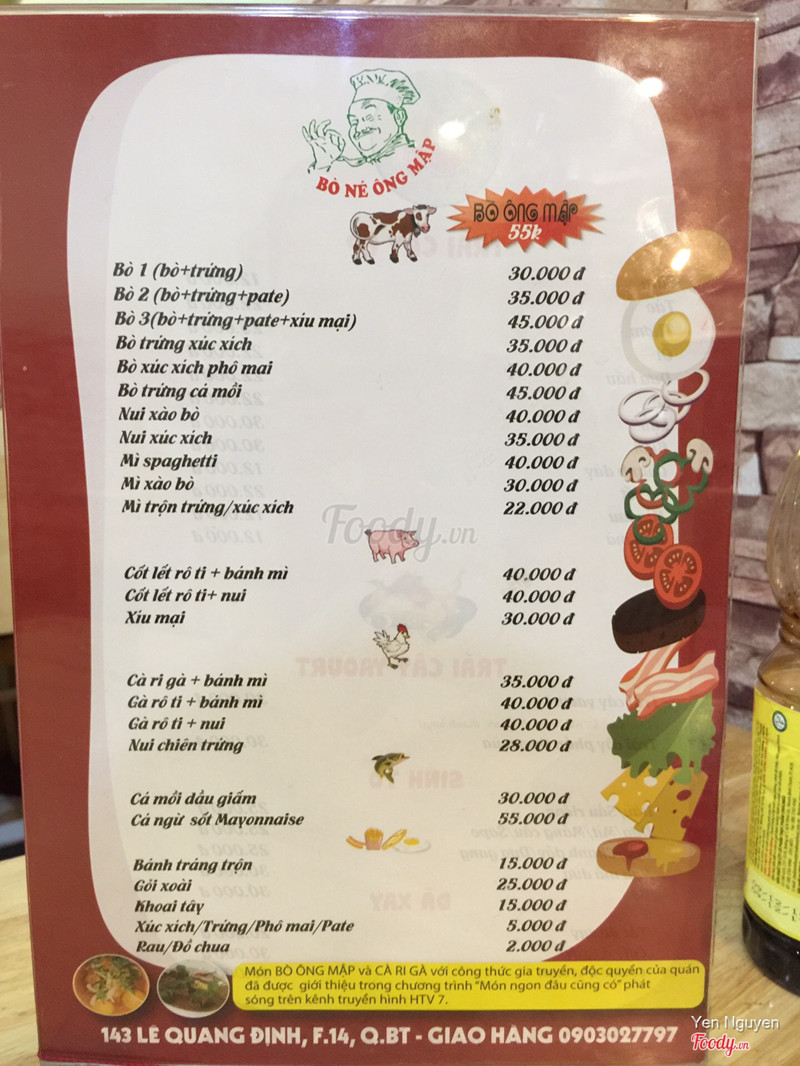 BÒ NÉ ÔNG MẬP
BÒ ÔNG MẬP
55k
Bò 1 (bò+trứng) 30.000 đ
Bò 2 (bò+trứng+pate) 35.000 đ
Bò 3(bò+trứng+pate+xíu mại) 45.000 đ
Bò trứng xúc xích 35.000 đ
Bò xúc xích phô mai 40.000 đ
Bò trứng cá mồi 45.000 đ
Nui xào bò 40.000 đ
Nui xúc xích 35.000 đ
Mì spaghetti 40.000 đ
Mì xào bò 30.000 đ
Mì trộn trứng/xúc xích 22.000 đ
Foody.vn
Cốt lết rô ti + bánh mì 40.000 đ
Cốt lết rô ti+ nui 40.000 đ
Xíu mại 30.000 đ
Cà ri gà + bánh mì 35.000 đ
Gà rô ti + bánh mì 40.000 đ
Gà rô ti + nui 40.000 đ
Nui chiên trứng 28.000 đ
Cá mồi dầu giấm 30.000 đ
Cá ngừ sốt Mayonnaise 55.000 đ
Bánh tráng trộn 15.000 đ
Gỏi xoài 25.000 đ
Khoai tây 15.000 đ
Xúc xích/Trứng/Phô mai/Pate 5.000 đ
Rau/Đồ chua 2.000 đ
Món BÒ ÔNG MẬP và CÀ RI GÀ với công thức gia truyền, độc quyền của quán
đã được giới thiệu trong chương trình "Món ngon đâu cũng có" phát
sóng trên kênh truyền hình HTV 7.
143 LÊ QUANG ĐỊNH, F.14, Q.BT - GIAO HÀNG 0903027797
Yen Nguyen
Foody.vn